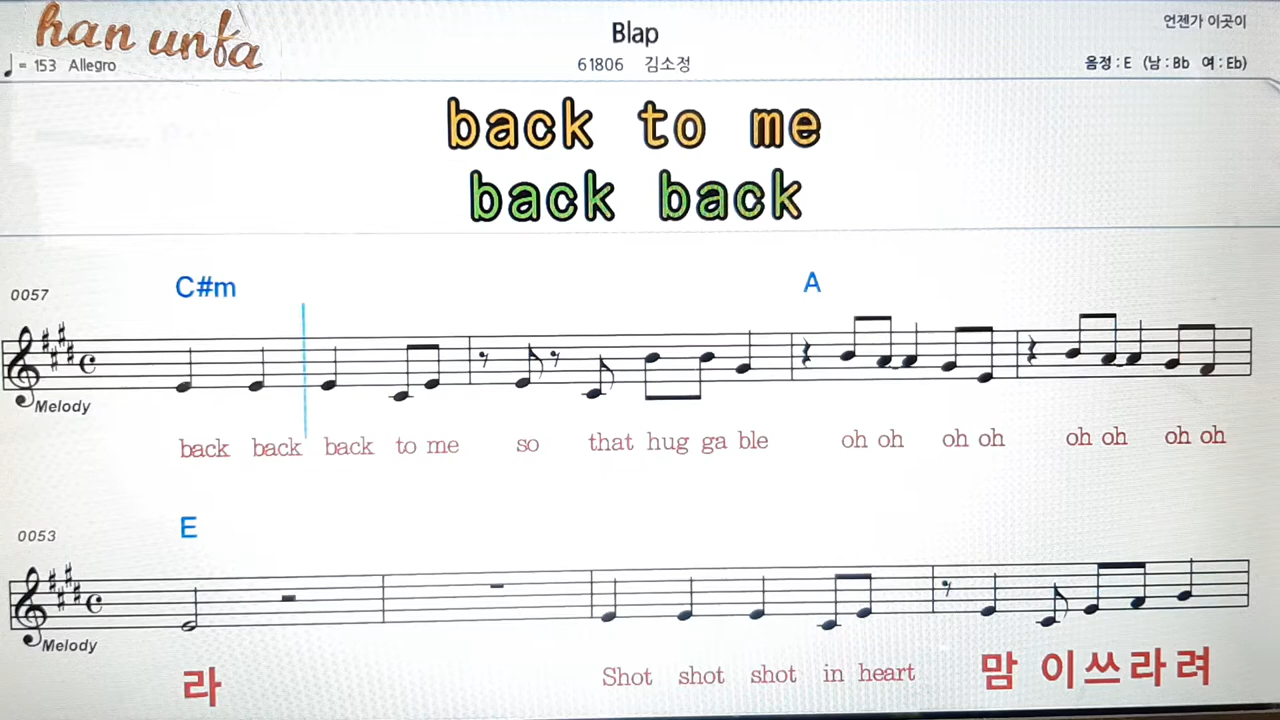 han unfa
Blap
언젠가 이곳이
♩= 153 Allegro
61806 김소정
음정 : E (남 : Bb 여 : Eb)
back to me
back back
0057
C#m
A
Melody
back back back to me so that hug ga ble oh oh oh oh oh oh oh oh
0053
E
Melody
라 Shot shot shot in heart 맘 이쓰라려